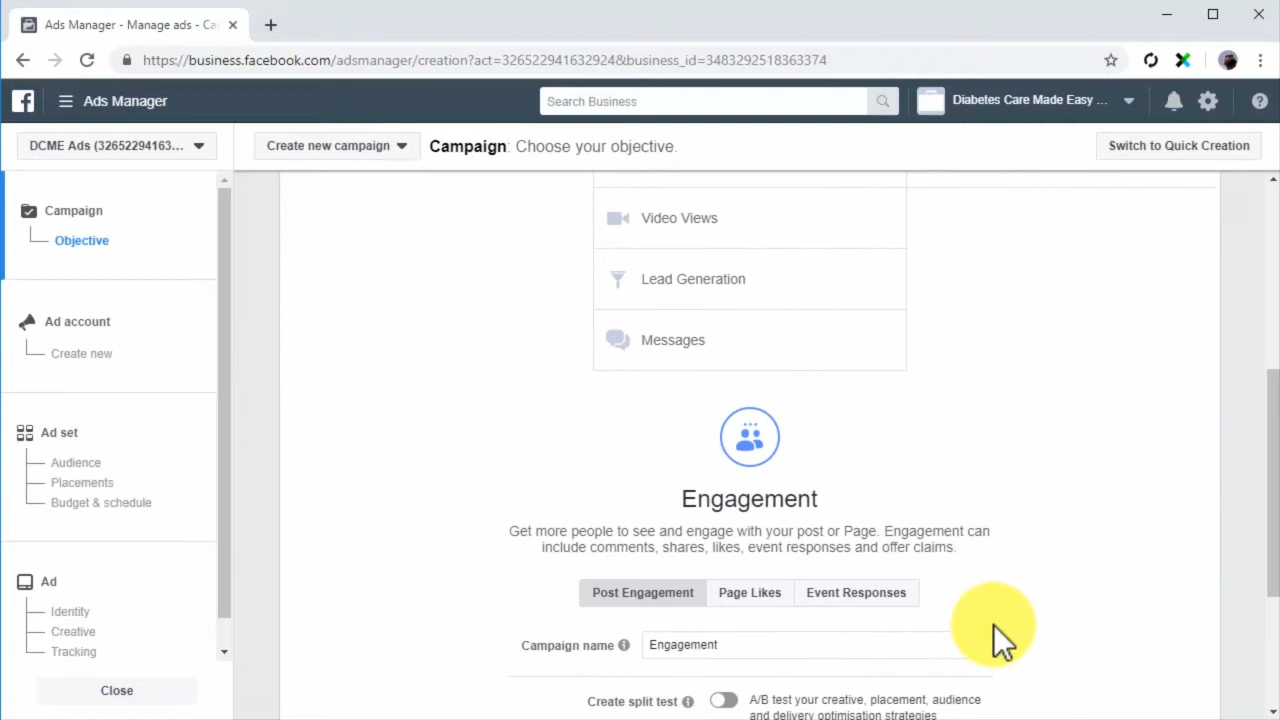 Ads Manager - Manage ads - Ca
https://business.facebook.com/adsmanager/creation?act=326522941632924&business_id=3483292518363374
Ads Manager
Search Business
Diabetes Care Made Easy ...
DCME Ads (32652294163...
Create new campaign
Campaign: Choose your objective.
Switch to Quick Creation
Campaign
Objective
Ad account
Create new
Ad set
Audience
Placements
Budget & schedule
Ad
Identity
Creative
Tracking
Close
Video Views
Lead Generation
Messages
Engagement
Get more people to see and engage with your post or Page. Engagement can
include comments, shares, likes, event responses and offer claims.
Post Engagement
Page Likes
Event Responses
Campaign name
Engagement
Create split test
A/B test your creative, placement, audience
and delivery optimisation strategies